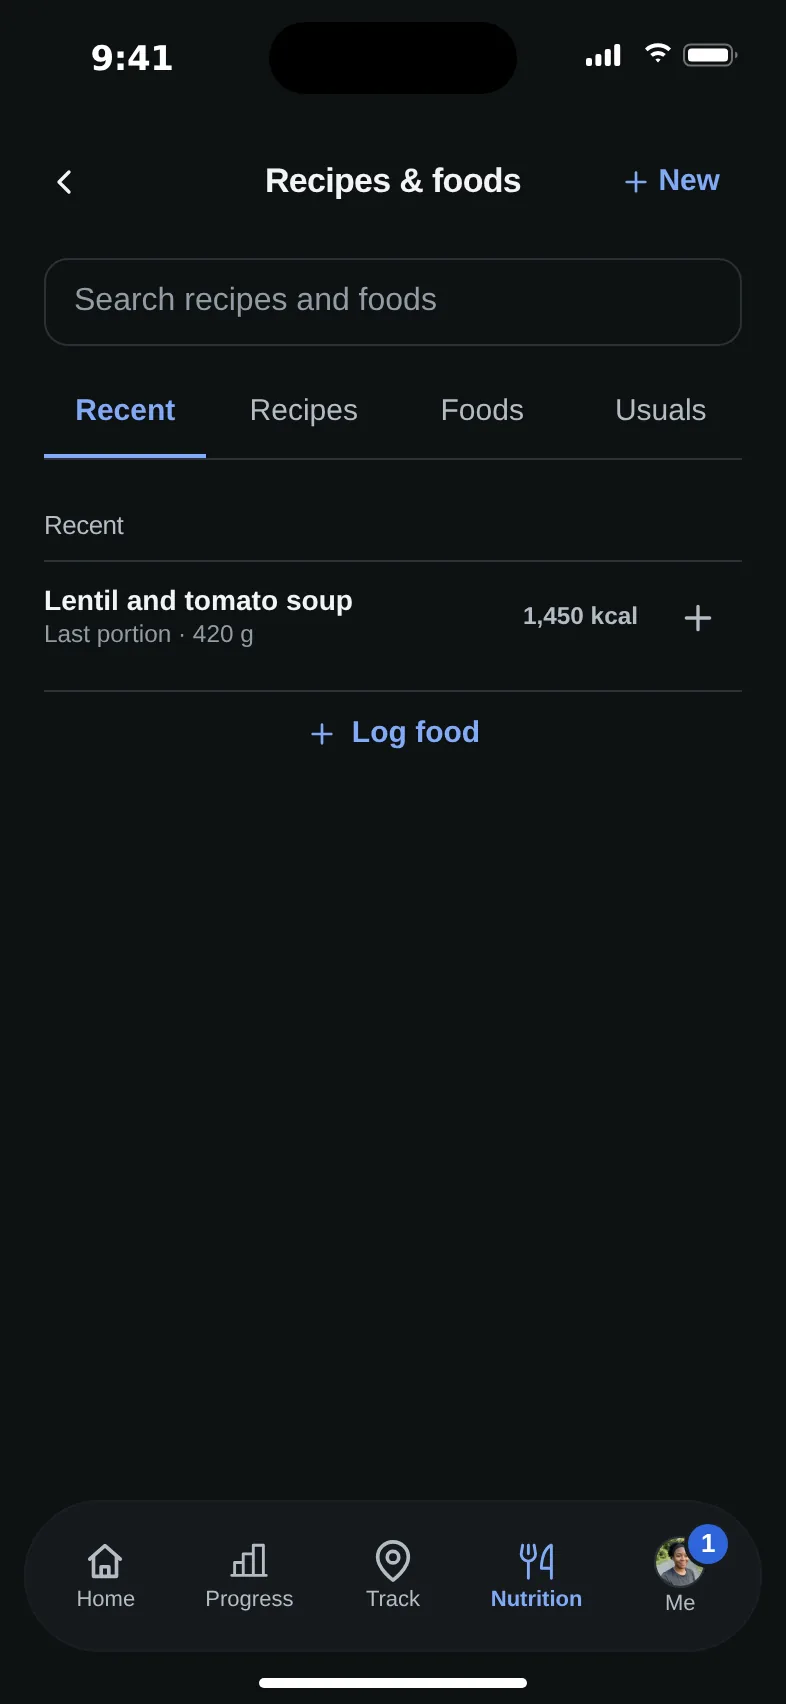 9:41
Recipes & foods
+ New
Search recipes and foods
Recent Recipes Foods Usuals
Recent
Lentil and tomato soup
1,450 kcal
Last portion · 420 g
+ Log food
1
Home Progress Track Nutrition Me